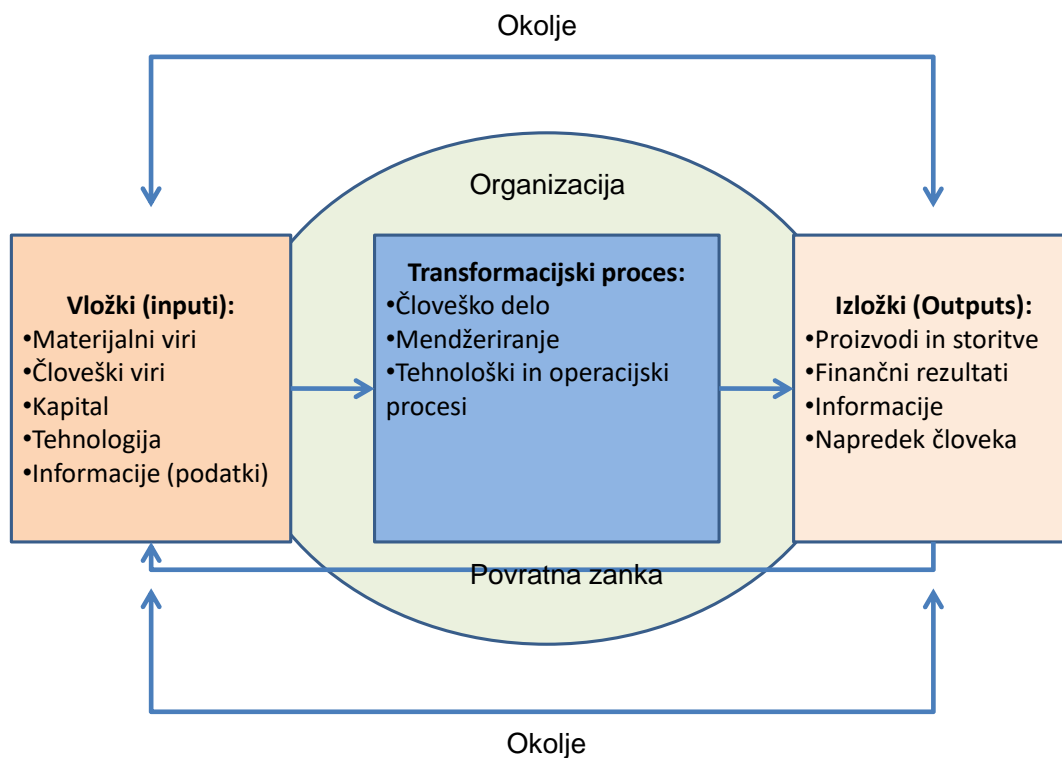 Okolje
Organizacija
Vložki (inputi):
•Materijalni viri
•Človeški viri
•Kapital
•Tehnologija
•Informacije (podatki)
Transformacijski proces:
•Človeško delo
•Mendžeriranje
•Tehnološki in operacijski
procesi
Izložki (Outputs):
•Proizvodi in storitve
•Finančni rezultati
•Informacije
•Napredek človeka
Povratna zanka
Okolje